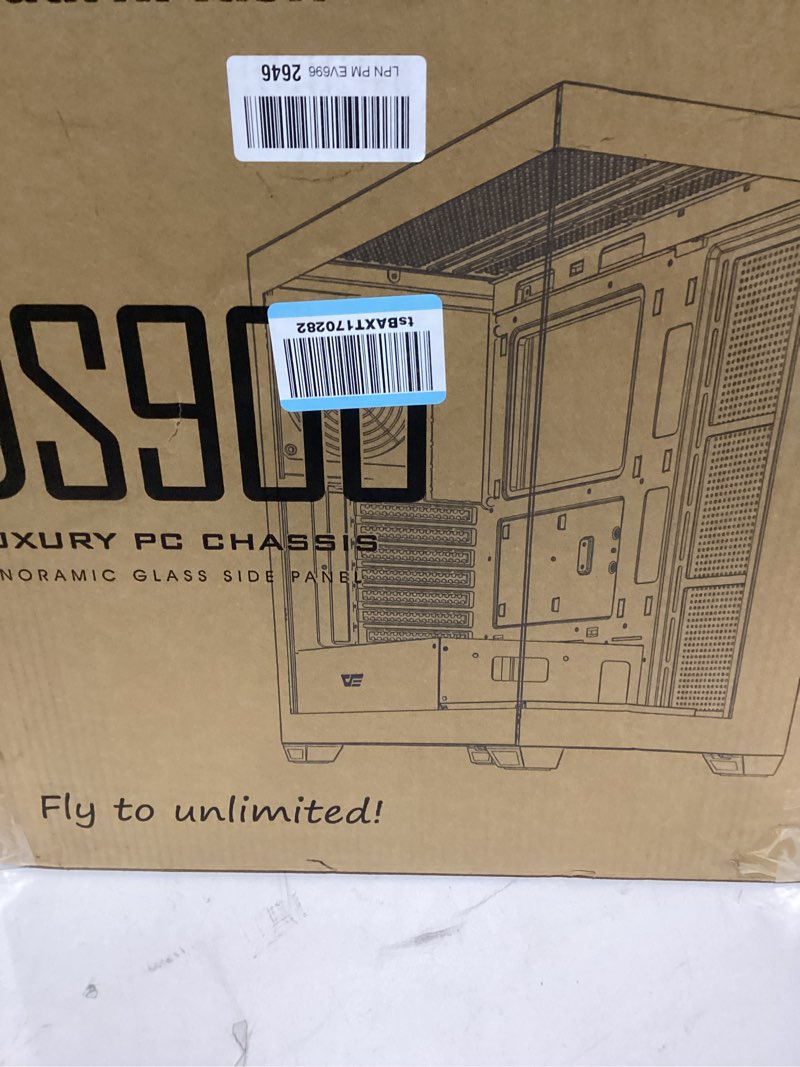 LPN PM EV696 2646
tsBAXT170282
DS900
UXURY PC CHASSIS
NORAMIC GLASS SIDE PANEL
Fly to unlimited!